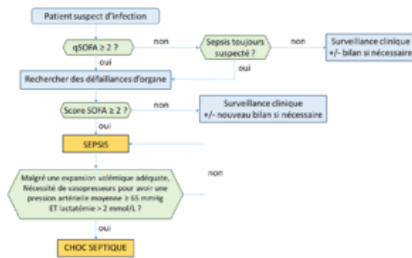 Patient suspect d'infection
qSOFA ≥ 2 ?
non
Sepsis toujours
suspecté ?
non
Surveillance clinique
+/- bilan si nécessaire
oui
oui
Rechercher des défaillances d'organe
Score SOFA ≥ 2 ?
non
Surveillance clinique
+/- nouveau bilan si nécessaire
oui
SEPSIS
Malgré une expansion volémique adéquate,
Nécessité de vasopresseurs pour avoir une
pression artérielle moyenne ≥ 65 mmHg
ET lactatémie > 2 mmol/L ?
non
oui
CHOC SEPTIQUE